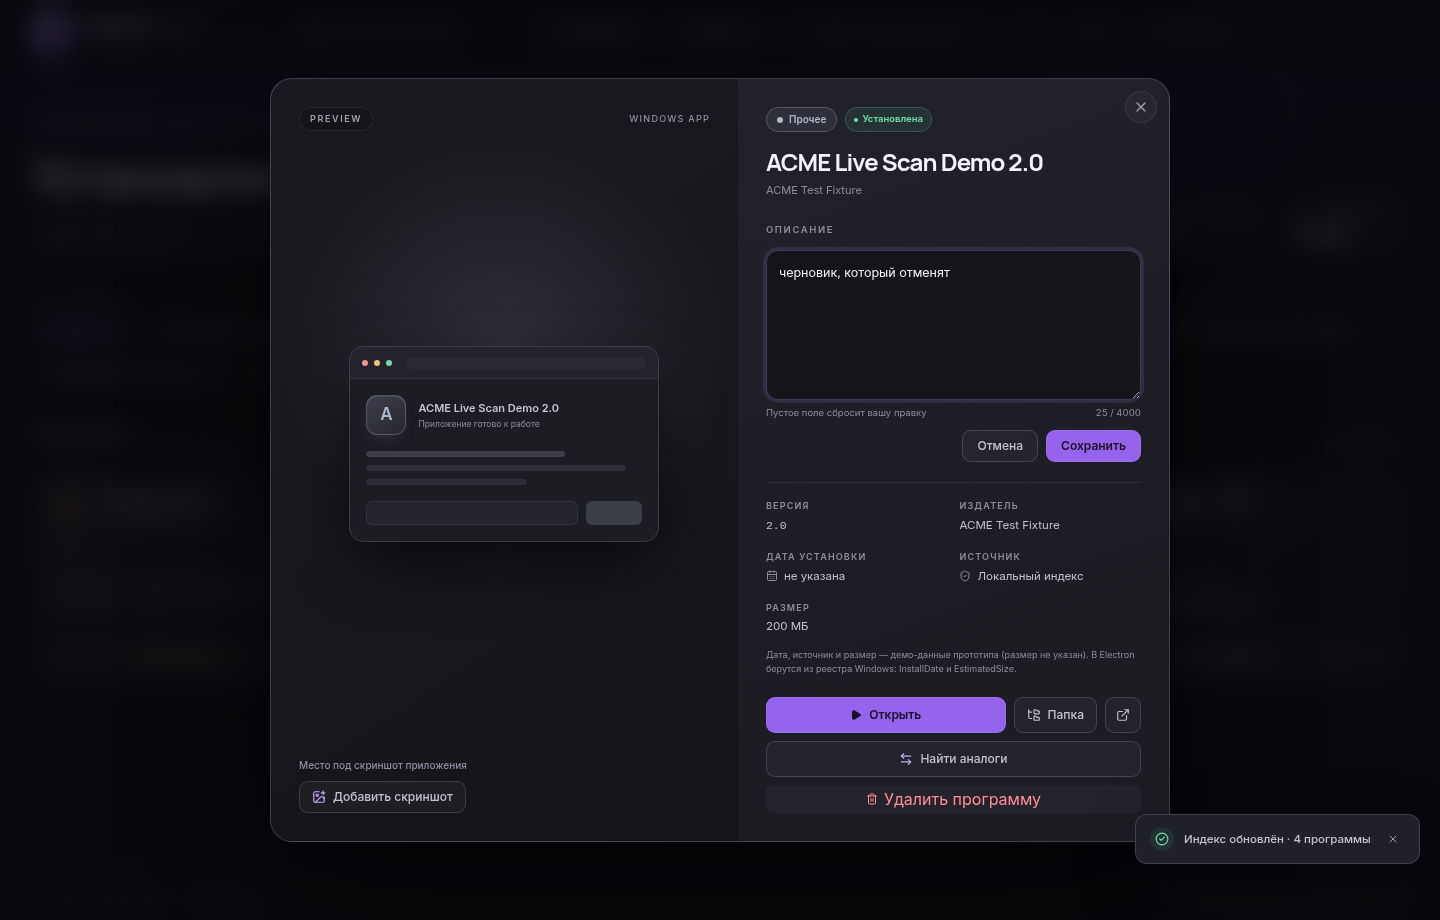 PREVIEW
WINDOWS APP
A
ACME Live Scan Demo 2.0
Приложение готово к работе
Место под скриншот приложения
Добавить скриншот
Прочее
Установлена
ACME Live Scan Demo 2.0
ACME Test Fixture
ОПИСАНИЕ
черновик, который отменят
Пустое поле сбросит вашу правку
25 / 4000
Отмена
Сохранить
ВЕРСИЯ
ИЗДАТЕЛЬ
2.0
ACME Test Fixture
ДАТА УСТАНОВКИ
ИСТОЧНИК
не указана
Локальный индекс
РАЗМЕР
200 МБ
Дата, источник и размер — демо-данные прототипа (размер не указан). В Electron
берутся из реестра Windows: InstallDate и EstimatedSize.
Открыть
Папка
Найти аналоги
Удалить программу
Индекс обновлён · 4 программы